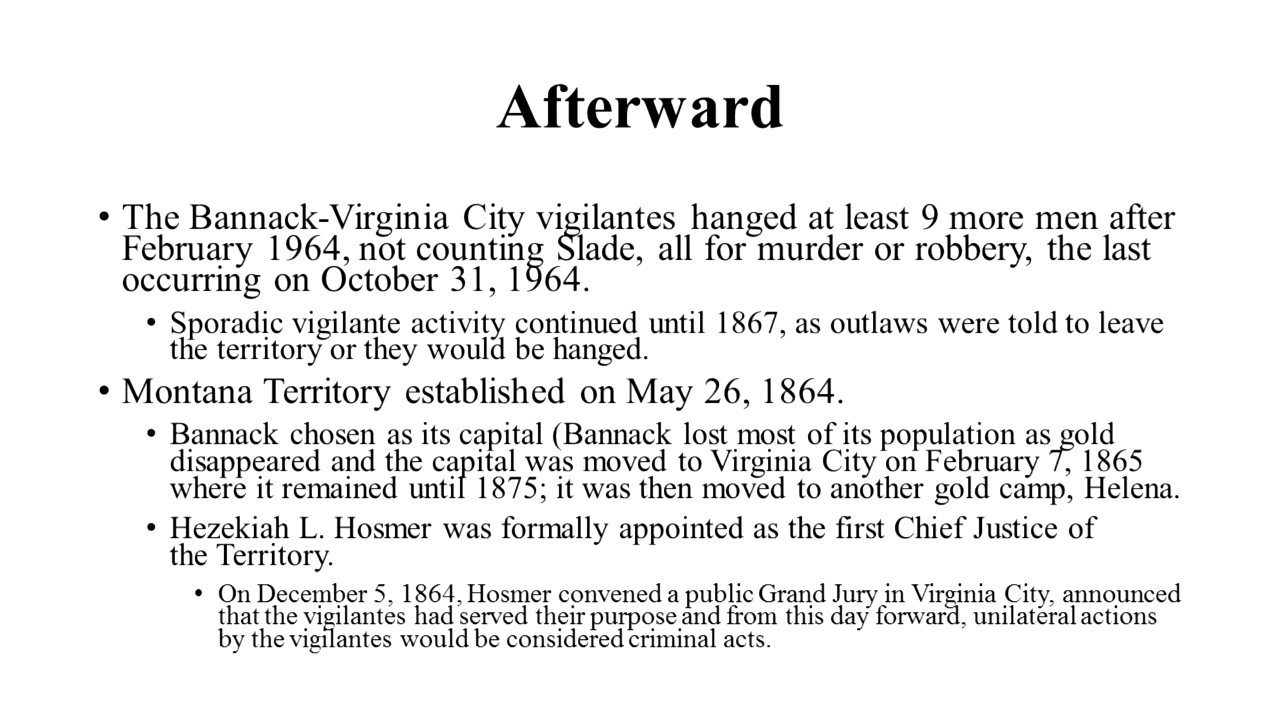 Afterward
• The Bannack-Virginia City vigilantes hanged at least 9 more men after
February 1964, not counting Slade, all for murder or robbery, the last
occurring on October 31, 1964.
• Sporadic vigilante activity continued until 1867, as outlaws were told to leave
the territory or they would be hanged.
• Montana Territory established on May 26, 1864.
• Bannack chosen as its capital (Bannack lost most of its population as gold
disappeared and the capital was moved to Virginia City on February 7, 1865
where it remained until 1875; it was then moved to another gold camp, Helena.
• Hezekiah L. Hosmer was formally appointed as the first Chief Justice of
the Territory.
• On December 5, 1864, Hosmer convened a public Grand Jury in Virginia City, announced
that the vigilantes had served their purpose and from this day forward, unilateral actions
by the vigilantes would be considered criminal acts.